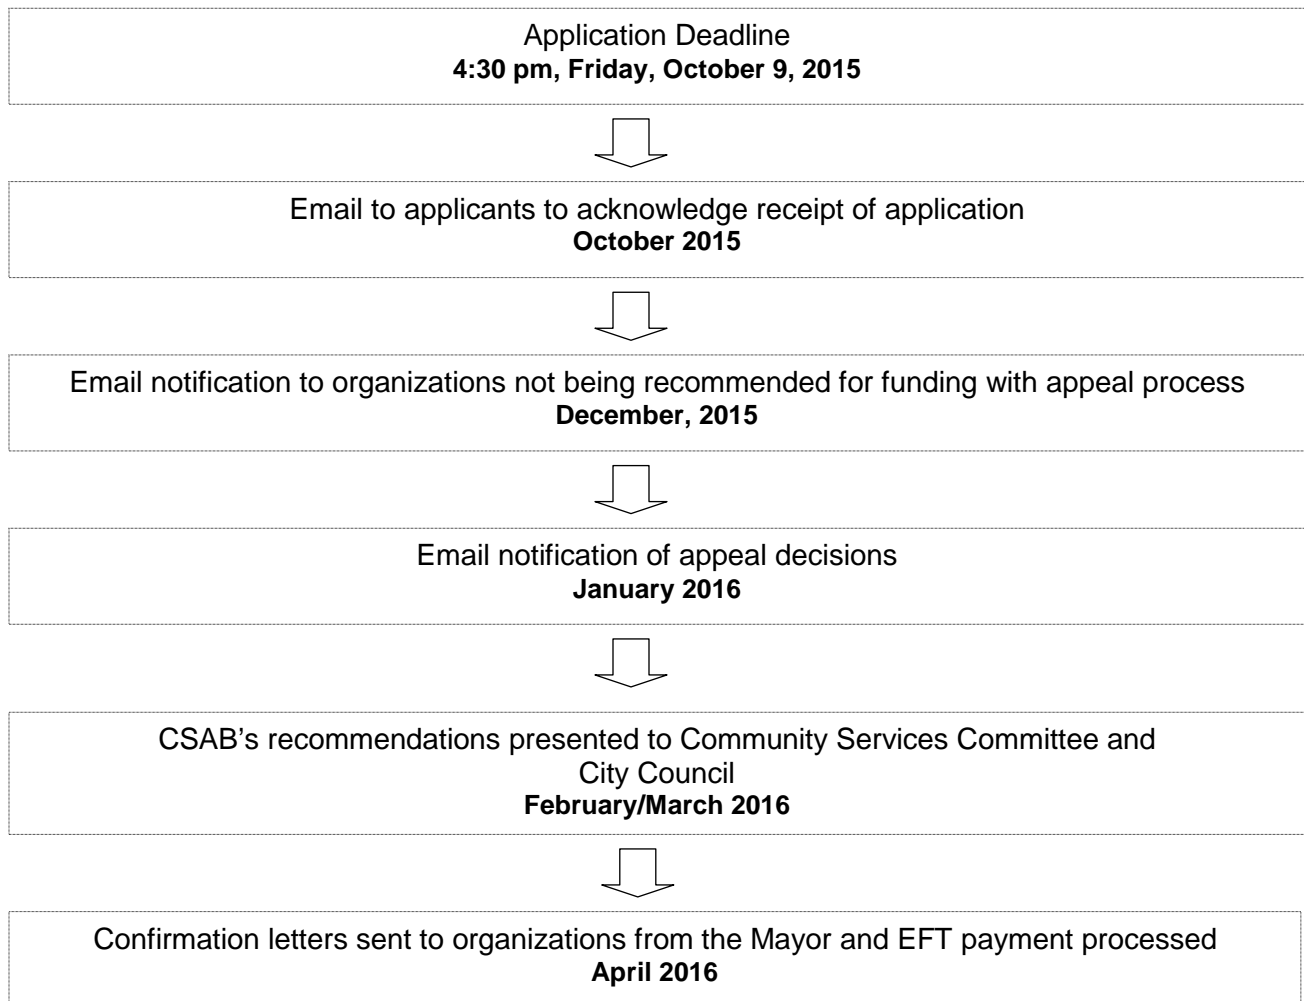 Application Deadline
4:30 pm, Friday, October 9, 2015
Email to applicants to acknowledge receipt of application
October 2015
Email notification to organizations not being recommended for funding with appeal process
December, 2015
Email notification of appeal decisions
January 2016
CSAB’s recommendations presented to Community Services Committee and
City Council
February/March 2016
Confirmation letters sent to organizations from the Mayor and EFT payment processed
April 2016